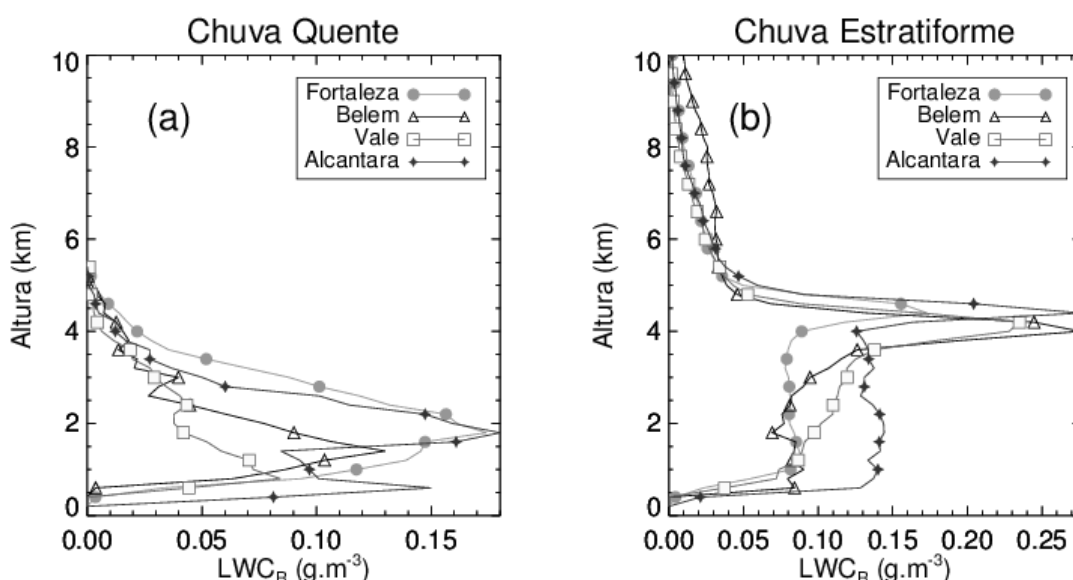 Chuva Quente
10
8
6
4
2
0
Altura (km)
(a)
Fortaleza
Belem
Vale
Alcantara
0.00 0.05 0.10 0.15
LWC_R (g.m⁻³)
Chuva Estratiforme
10
8
6
4
2
0
Altura (km)
(b)
Fortaleza
Belem
Vale
Alcantara
0.00 0.05 0.10 0.15 0.20 0.25
LWC_R (g.m⁻³)